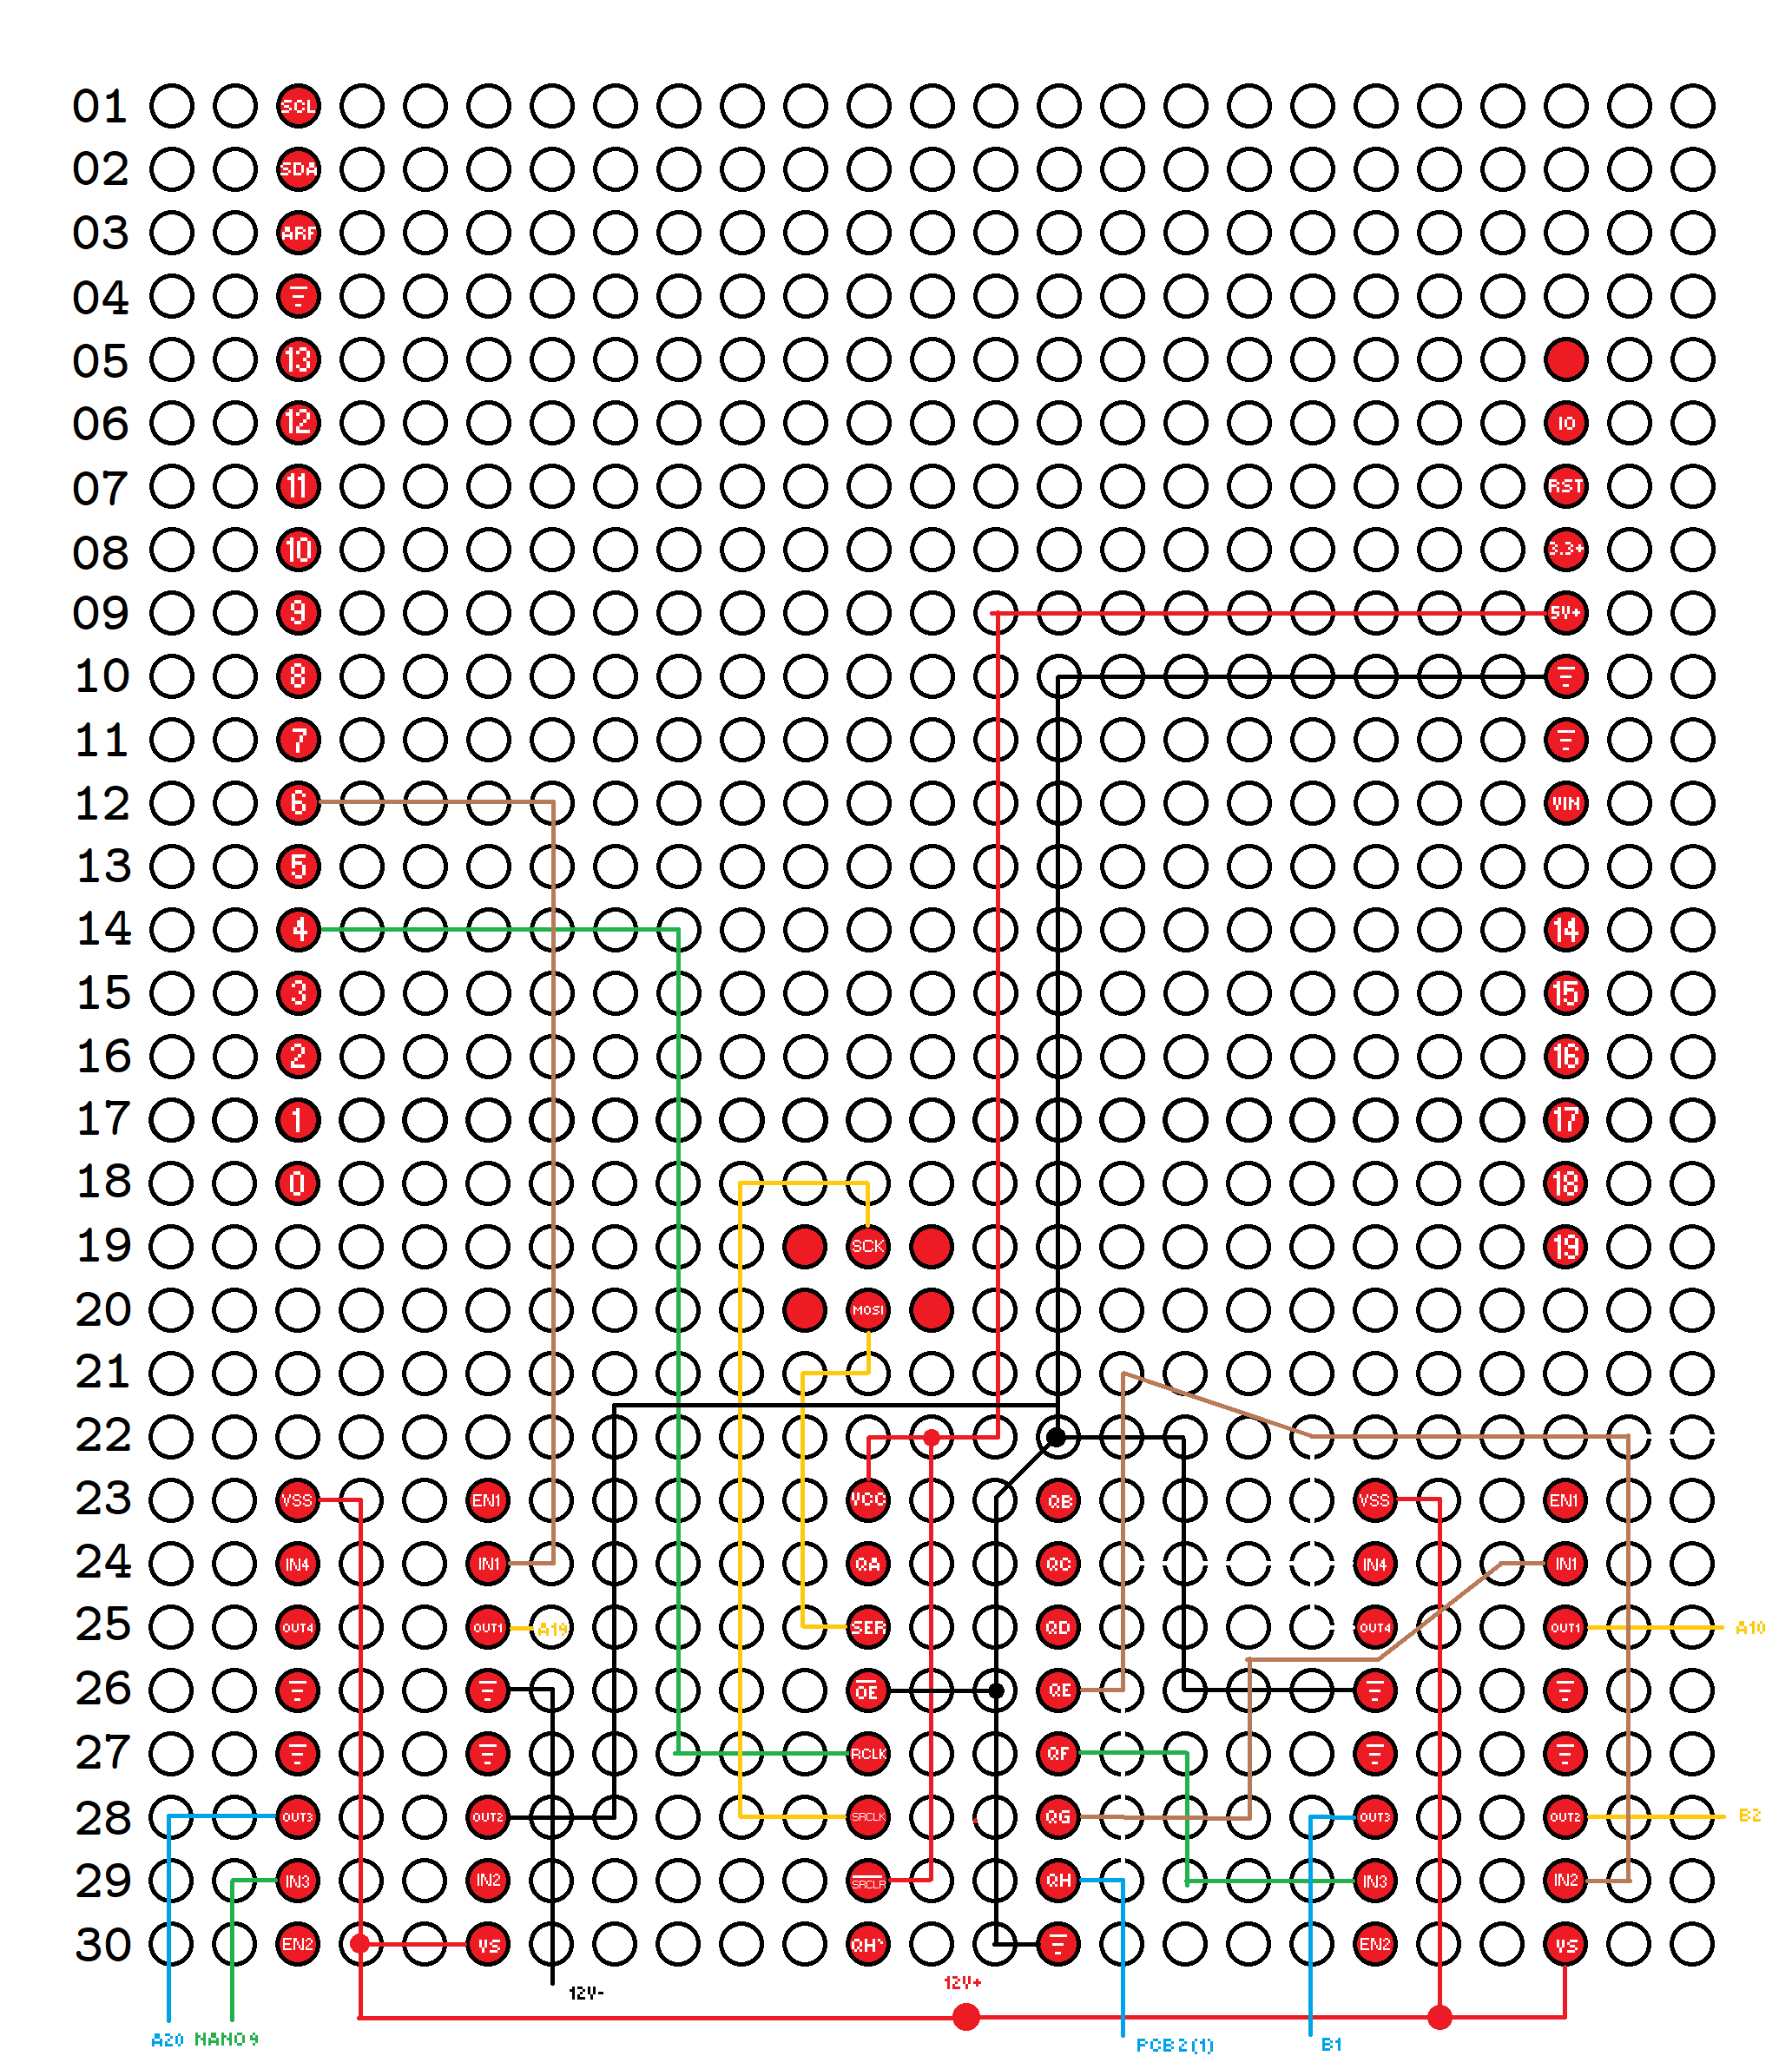 01 SCL
02 SDA
03 ARF
04
05 13
06 12 IO
07 11 RST
08 10 3.3+
09 9 5V+
10 8
11 7
12 6 VIN
13 5
14 4 14
15 3 15
16 2 16
17 1 17
18 0 18
19 SCK 19
20 MOSI
21
22
23 VSS EN1 VCC QB VSS EN1
24 IN4 IN1 QA QC IN4 IN1
25 OUT4 OUT1 A19 SER QD OUT4 OUT1 A10
26 OE QE
27 RCLK QF
28 OUT3 OUT2 SRCLK QG OUT3 OUT2 B2
29 IN3 IN2 SRCLR QH IN3 IN2
30 EN2 VS QH` EN2 VS
12V- 12V+
A20 NANO 9 PCB 2(1) B1